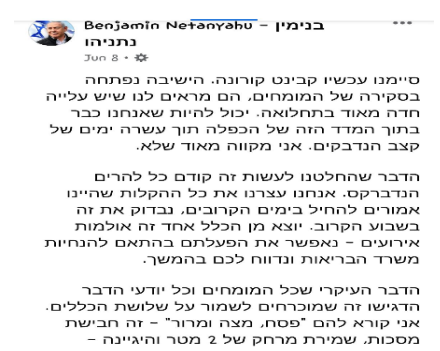 Benjamin Netanyahu - בנימין
נתניהו
Jun 8 ·
סיימנו עכשיו קבינט קורונה. הישיבה נפתחה
בסקירה של המומחים, הם מראים לנו שיש עלייה
חדה מאוד בתחלואה. יכול להיות שאנחנו כבר
בתוך המדד הזה של הכפלה תוך עשרה ימים של
קצב הנדבקים. אני מקווה מאוד שלא.
הדבר שהחלטנו לעשות זה קודם כל להרים
הנדברקס. אנחנו עצרנו את כל ההקלות שהיינו
אמורים להחיל בימים הקרובים, נבדוק את זה
בשבוע הקרוב. יוצא מן הכלל אחד זה אולמות
אירועים – נאפשר את הפעלתם בהתאם להנחיות
משרד הבריאות ונדווח לכם בהמשך.
הדבר העיקרי שכל המומחים וכל יודעי הדבר
הדגישו זה שמוכרחים לשמור על שלושת הכללים.
אני קורא להם "פסח, מצה ומרור" – זה חבישת
מסכות, שמירת מרחק של 2 מטר והיגיינה –